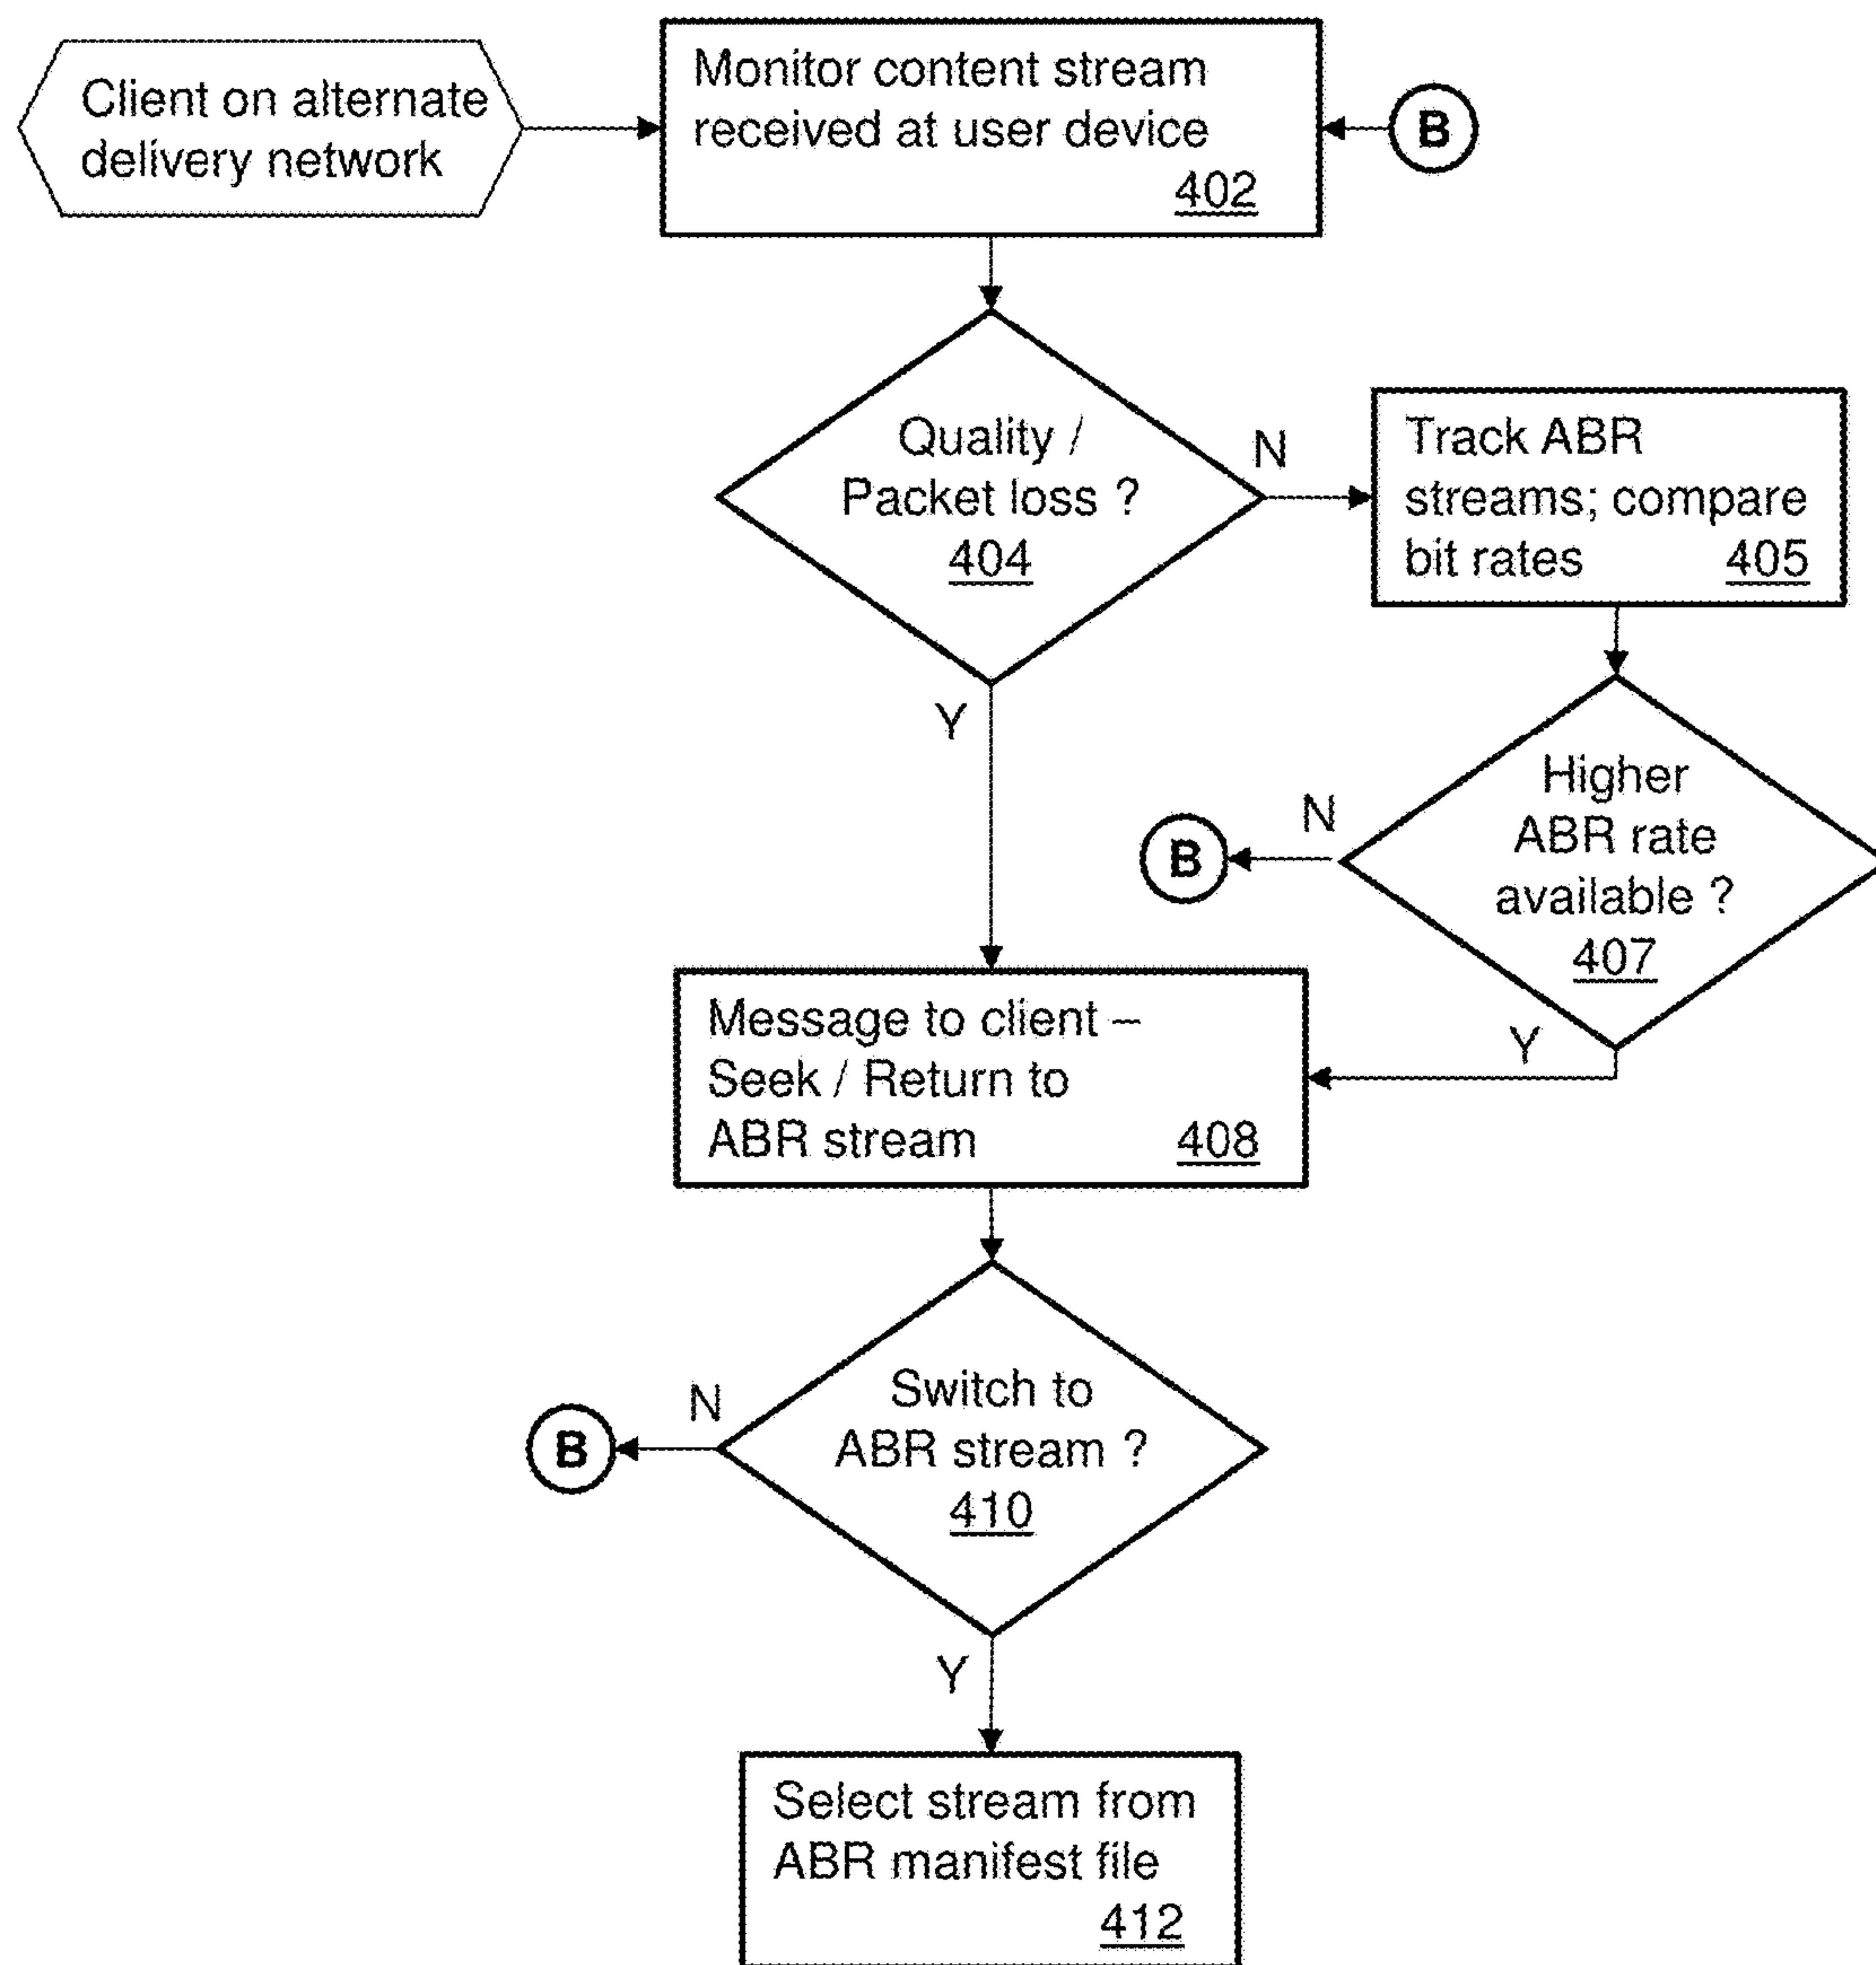 Client on alternate
delivery network
Monitor content stream
received at user device
402
B
Quality /
Packet loss ?
404
N
Y
Track ABR
streams; compare
bit rates 405
Higher
ABR rate
available ?
407
N
B
Y
Message to client –
Seek / Return to
ABR stream 408
Switch to
ABR stream ?
410
N
B
Y
Select stream from
ABR manifest file
412